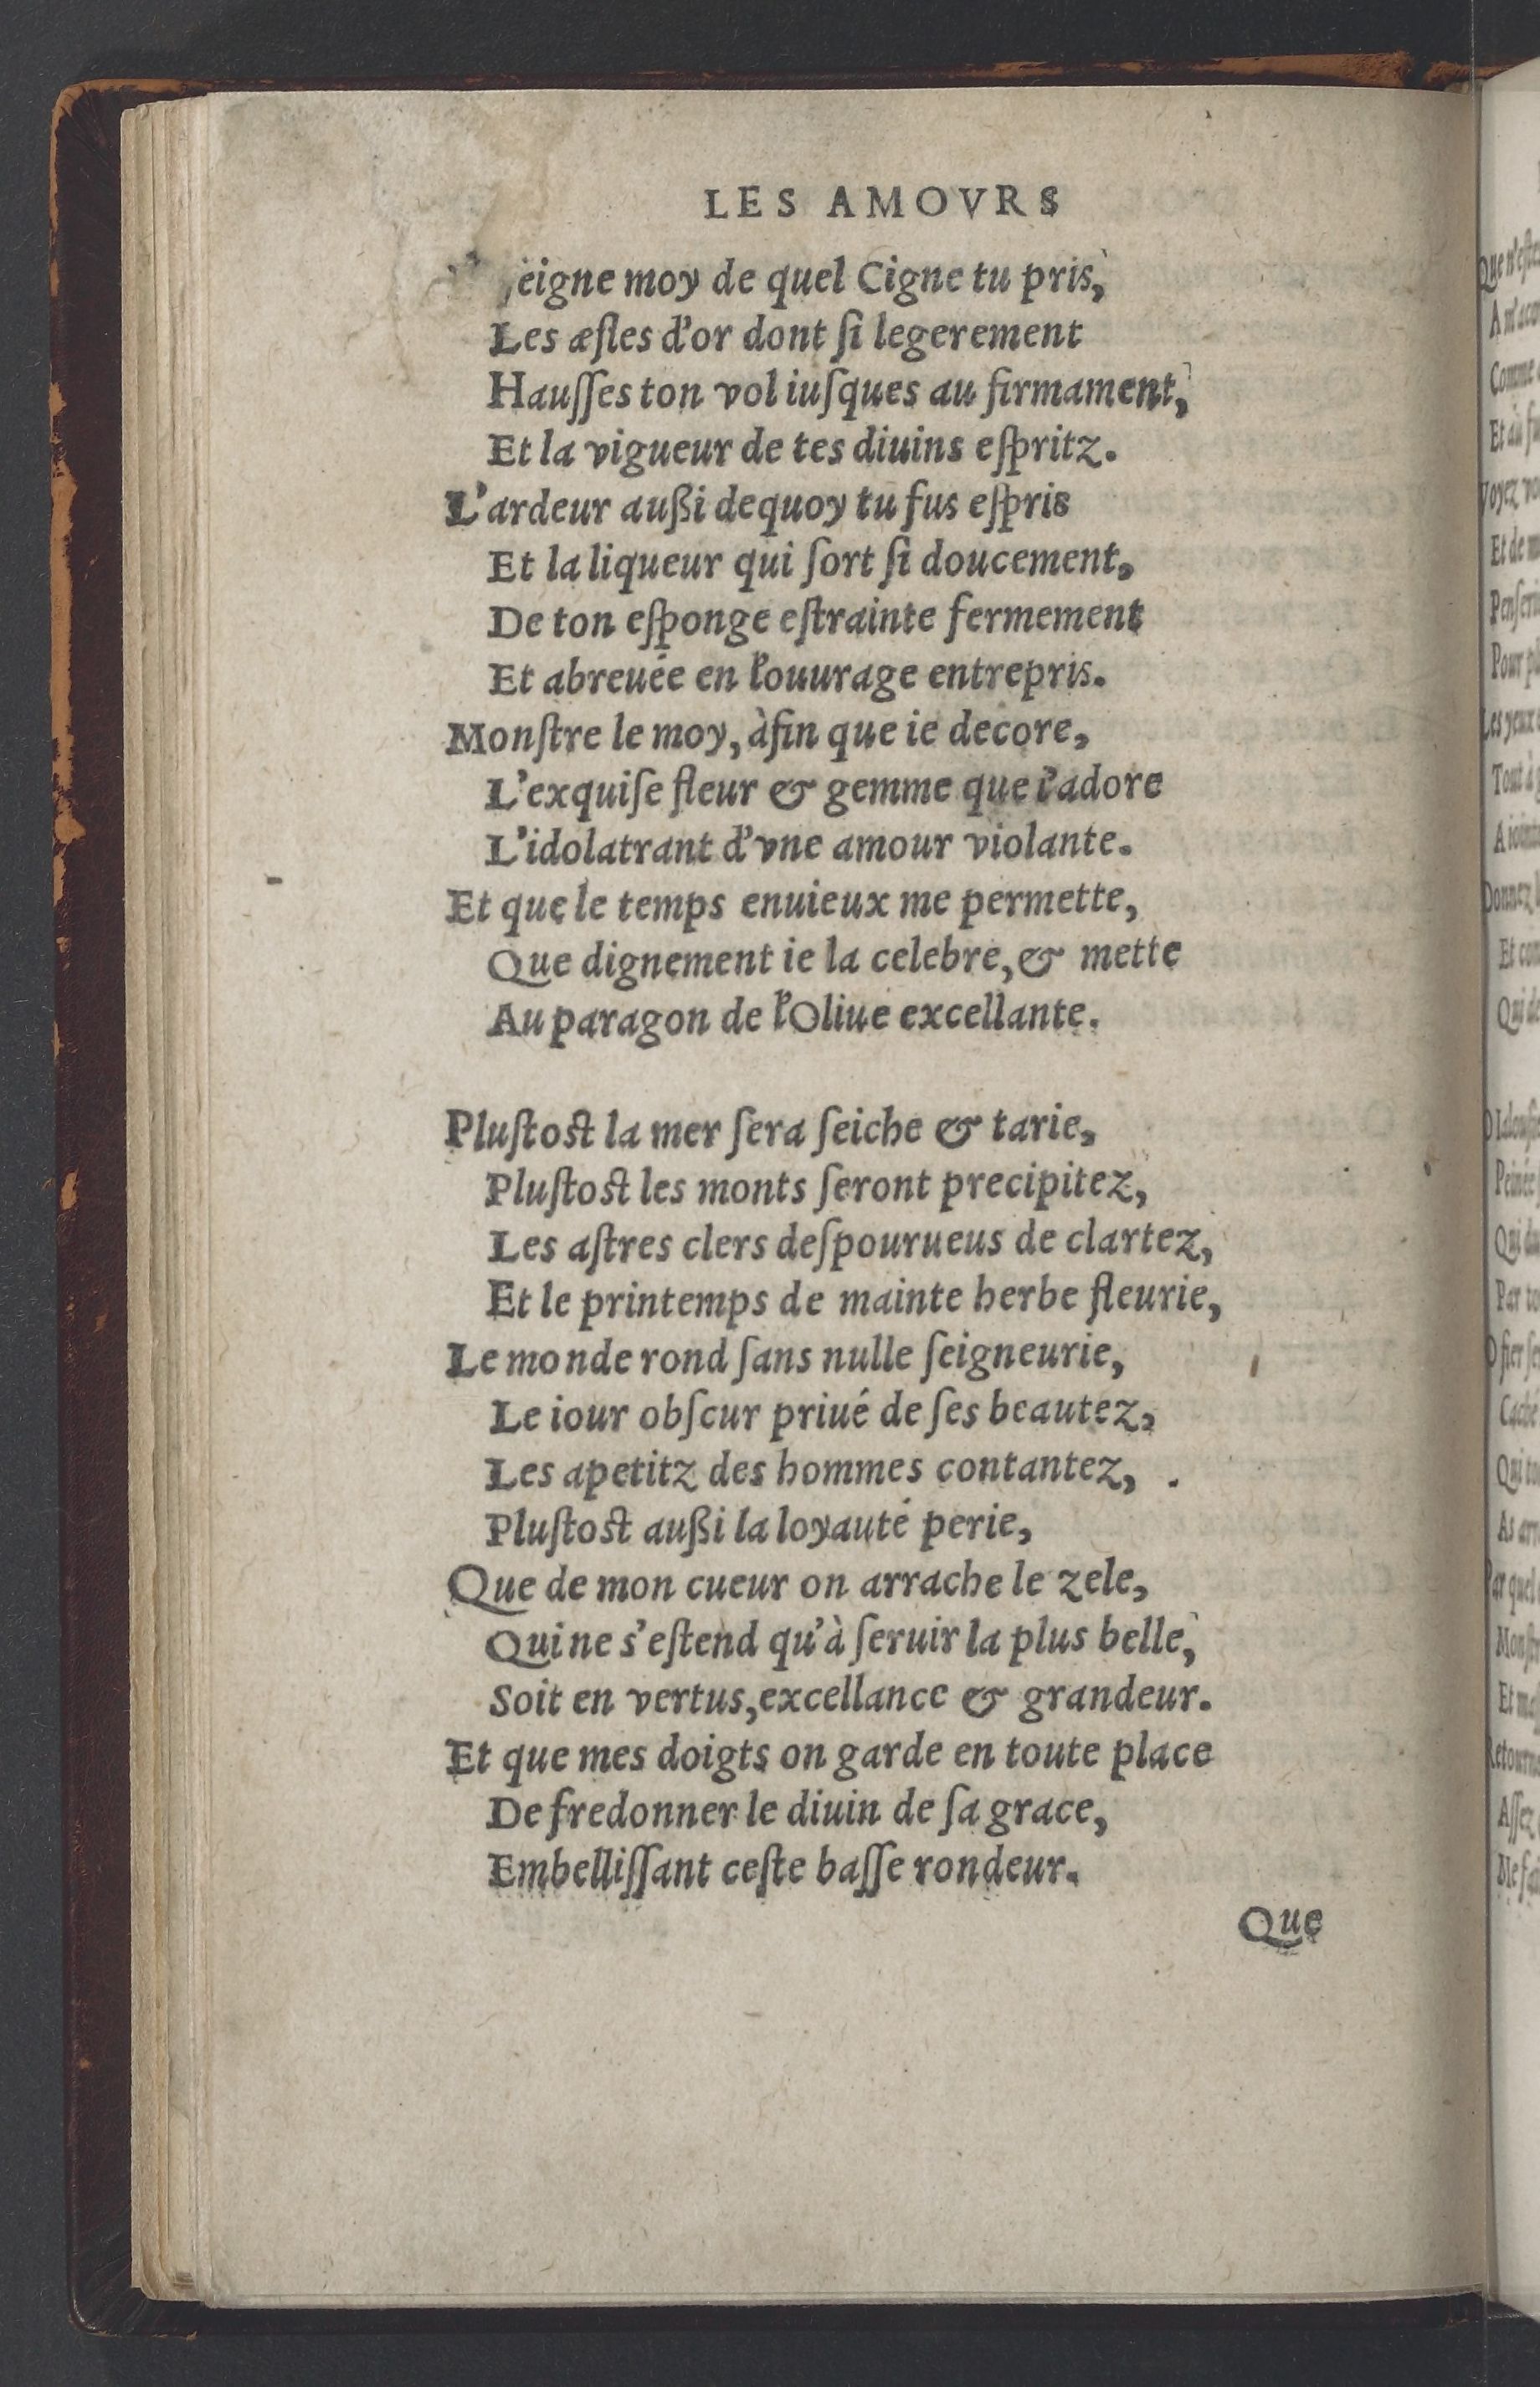 LES AMOVRS
eigne moy de quel Cigne tu pris,
Les æſles d'or dont ſi legerement
Hauſſes ton vol iuſques au firmament,
Et la vigueur de tes diuins eſpritz.
L'ardeur außi dequoy tu fus eſpris
Et la liqueur qui ſort ſi doucement,
De ton eſponge eſtrainte fermement
Et abreuée en l'ouurage entrepris.
Monſtre le moy, àfin que ie decore,
L'exquiſe fleur & gemme que i'adore
L'idolatrant d'vne amour violante.
Et que le temps enuieux me permette,
Que dignement ie la celebre, & mette
Au paragon de l'Oliue excellante.
Pluſtost la mer ſera ſeiche & tarie,
Pluſtost les monts ſeront precipitez,
Les aſtres clers deſpourueus de clartez,
Et le printemps de mainte herbe fleurie,
Le monde rond ſans nulle ſeigneurie,
Le iour obſcur priué de ſes beautez,
Les apetitz des hommes contantez,
Pluſtost außi la loyauté perie,
Que de mon cueur on arrache le zele,
Qui ne s'eſtend qu'à ſeruir la plus belle,
Soit en vertus, excellance & grandeur.
Et que mes doigts on garde en toute place
De fredonner le diuin de ſa grace,
Embelliſſant ceſte baſſe rondeur.
Que